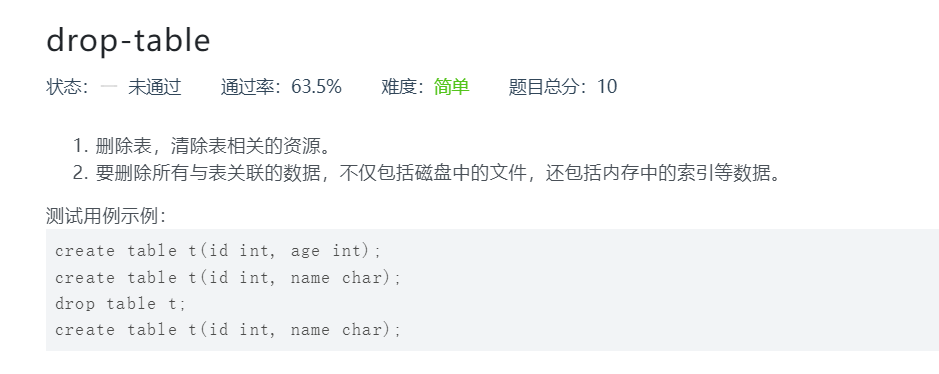 drop-table
状态： — 未通过 通过率：63.5% 难度：简单 题目总分：10
1. 删除表，清除表相关的资源。
2. 要删除所有与表关联的数据，不仅包括磁盘中的文件，还包括内存中的索引等数据。
测试用例示例：
create table t(id int, age int);
create table t(id int, name char);
drop table t;
create table t(id int, name char);